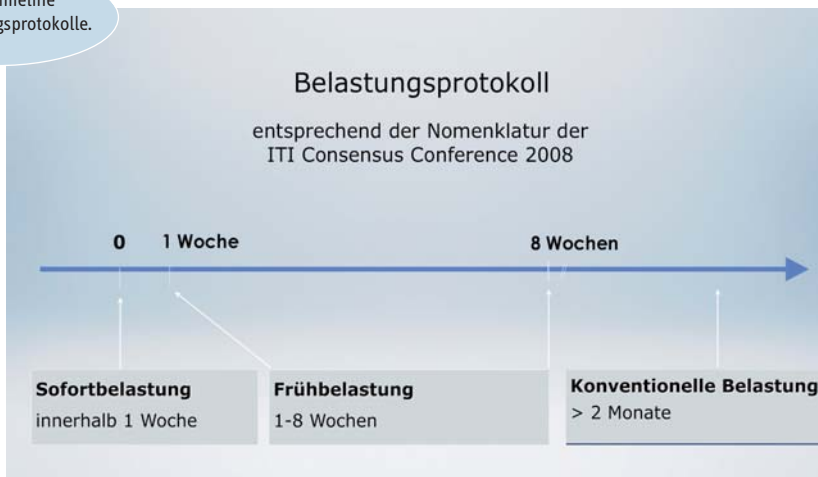 gsprotokolle.
Belastungsprotokoll
entsprechend der Nomenklatur der
ITI Consensus Conference 2008
0 1 Woche 8 Wochen
Sofortbelastung
innerhalb 1 Woche
Frühbelastung
1-8 Wochen
Konventionelle Belastung
> 2 Monate